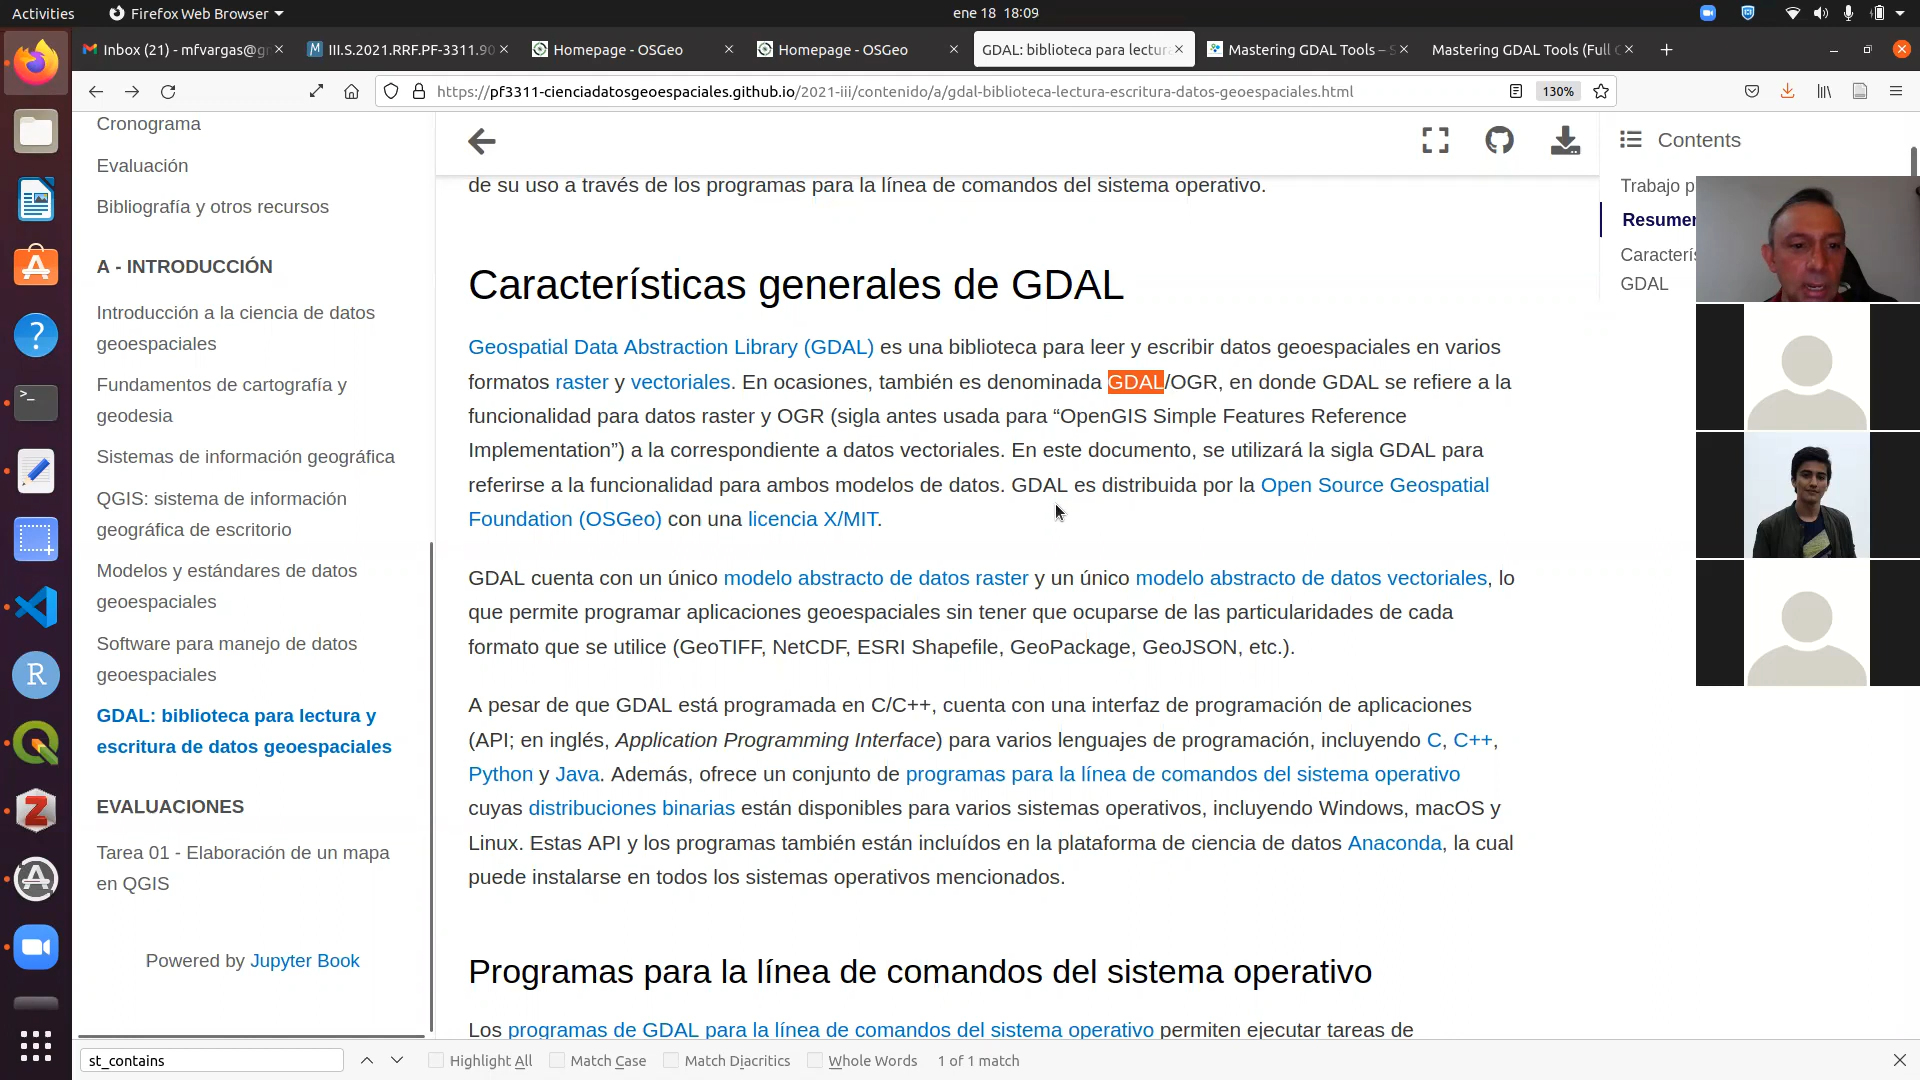 Activities
Firefox Web Browser
ene 18 18:09
Inbox (21) - mfvargas@gr
III.S.2021.RRF.PF-3311.90
Homepage - OSGeo
Homepage - OSGeo
GDAL: biblioteca para lectura
Mastering GDAL Tools – S
Mastering GDAL Tools (Full C
https://pf3311-cienciadatosgeoespaciales.github.io/2021-iii/contenido/a/gdal-biblioteca-lectura-escritura-datos-geoespaciales.html
130%
Cronograma
Evaluación
Bibliografía y otros recursos
A - INTRODUCCIÓN
Introducción a la ciencia de datos
geoespaciales
Fundamentos de cartografía y
geodesia
Sistemas de información geográfica
QGIS: sistema de información
geográfica de escritorio
Modelos y estándares de datos
geoespaciales
Software para manejo de datos
geoespaciales
GDAL: biblioteca para lectura y
escritura de datos geoespaciales
EVALUACIONES
Tarea 01 - Elaboración de un mapa
en QGIS
Powered by Jupyter Book
de su uso a través de los programas para la línea de comandos del sistema operativo.
Características generales de GDAL
Geospatial Data Abstraction Library (GDAL) es una biblioteca para leer y escribir datos geoespaciales en varios
formatos raster y vectoriales. En ocasiones, también es denominada GDAL/OGR, en donde GDAL se refiere a la
funcionalidad para datos raster y OGR (sigla antes usada para “OpenGIS Simple Features Reference
Implementation”) a la correspondiente a datos vectoriales. En este documento, se utilizará la sigla GDAL para
referirse a la funcionalidad para ambos modelos de datos. GDAL es distribuida por la Open Source Geospatial
Foundation (OSGeo) con una licencia X/MIT.
GDAL cuenta con un único modelo abstracto de datos raster y un único modelo abstracto de datos vectoriales, lo
que permite programar aplicaciones geoespaciales sin tener que ocuparse de las particularidades de cada
formato que se utilice (GeoTIFF, NetCDF, ESRI Shapefile, GeoPackage, GeoJSON, etc.).
A pesar de que GDAL está programada en C/C++, cuenta con una interfaz de programación de aplicaciones
(API; en inglés, Application Programming Interface) para varios lenguajes de programación, incluyendo C, C++,
Python y Java. Además, ofrece un conjunto de programas para la línea de comandos del sistema operativo
cuyas distribuciones binarias están disponibles para varios sistemas operativos, incluyendo Windows, macOS y
Linux. Estas API y los programas también están incluídos en la plataforma de ciencia de datos Anaconda, la cual
puede instalarse en todos los sistemas operativos mencionados.
Programas para la línea de comandos del sistema operativo
Los programas de GDAL para la línea de comandos del sistema operativo permiten ejecutar tareas de
Contents
Trabajo p
Resumen
Caracterís
GDAL
st_contains
Highlight All
Match Case
Match Diacritics
Whole Words
1 of 1 match